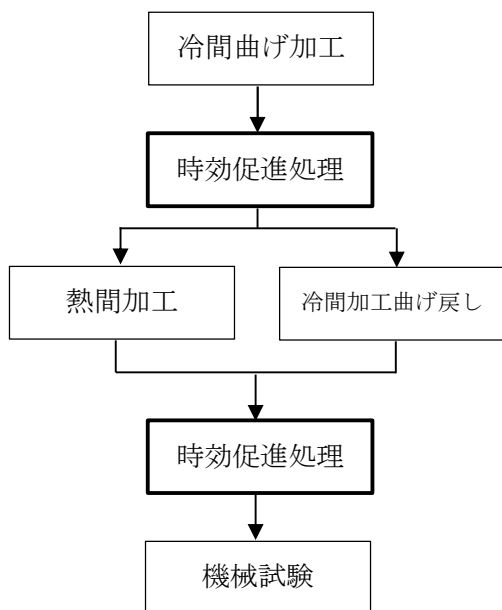 冷間曲げ加工
時効促進処理
熱間加工
冷間加工曲げ戻し
時効促進処理
機械試験